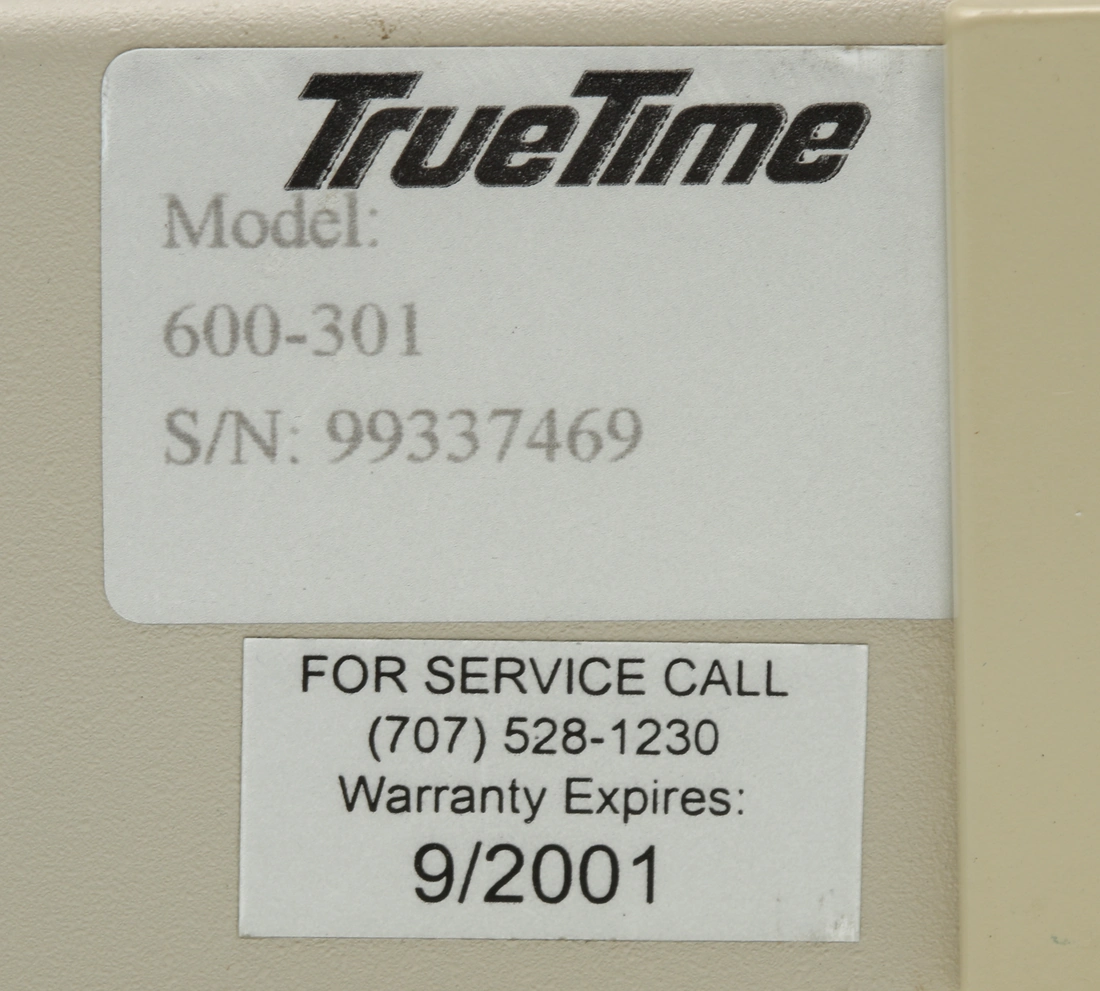 TrueTime
Model:
600-301
S/N: 99337469
FOR SERVICE CALL
(707) 528-1230
Warranty Expires:
9/2001